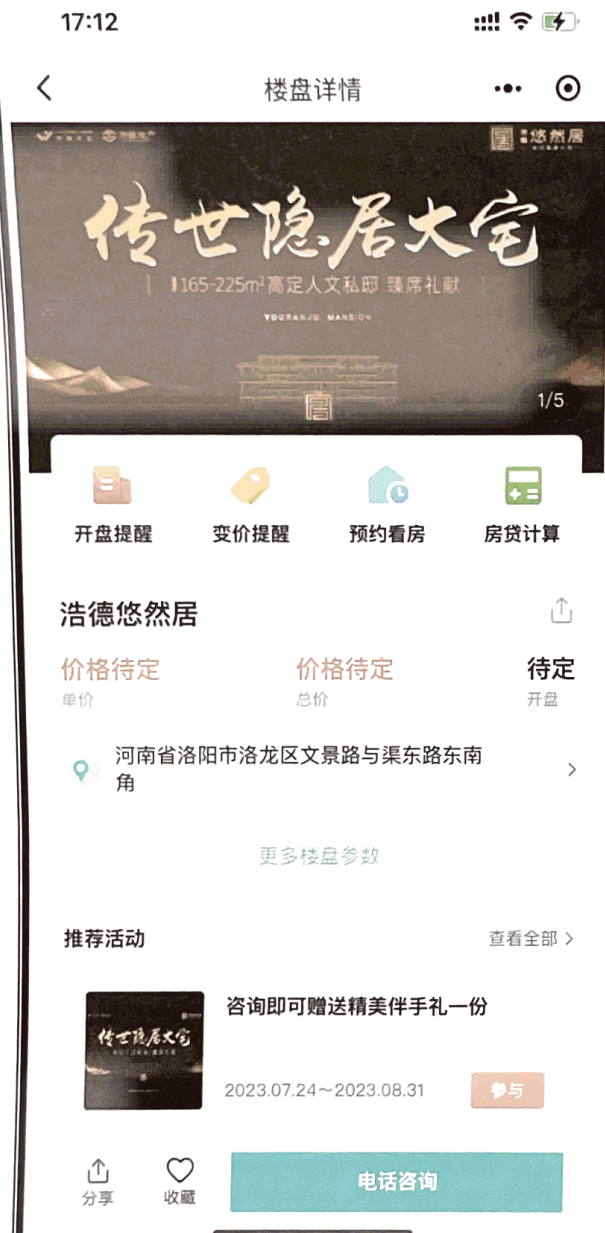 17:12
楼盘详情
悠然居
传世隐居大宅
165-225m²高定人文私邸 臻席礼献
YOURANJU MANSION
居
1/5
开盘提醒 变价提醒 预约看房 房贷计算
浩德悠然居
价格待定 价格待定 待定
单价 总价 开盘
河南省洛阳市洛龙区文景路与渠东路东南
角
更多楼盘参数
推荐活动 查看全部
传世隐居大宅
咨询即可赠送精美伴手礼一份
2023.07.24～2023.08.31 参与
分享 收藏 电话咨询